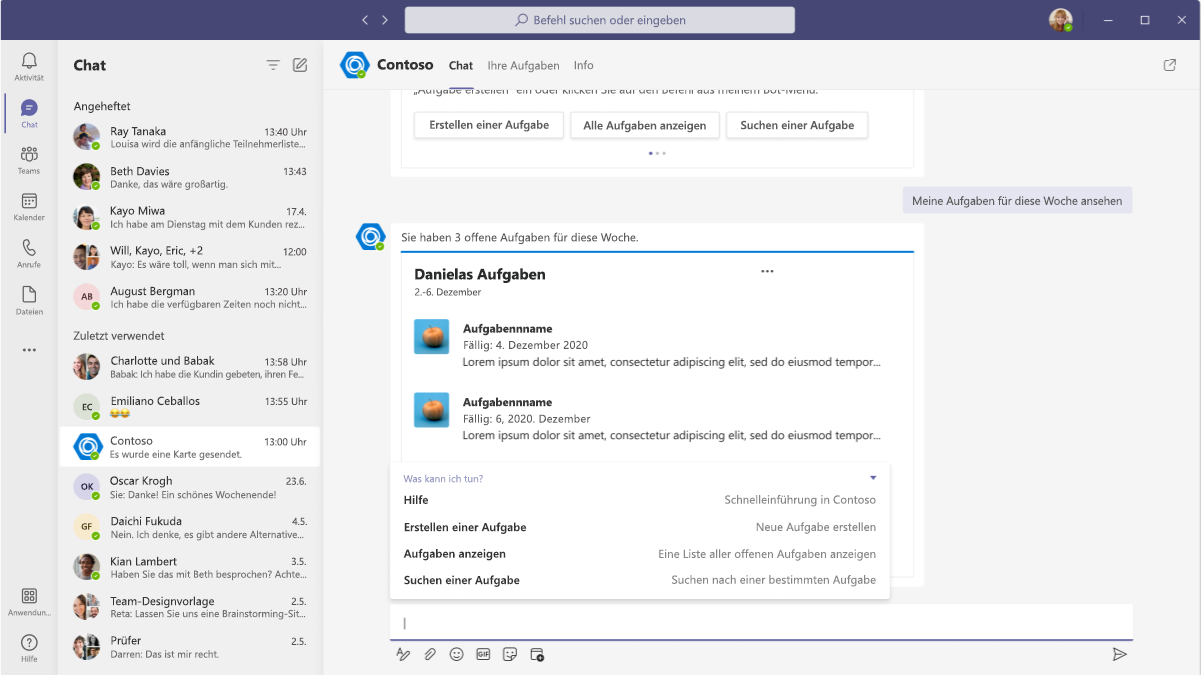 Befehl suchen oder eingeben
Aktivität
Chat
Teams
Kalender
Anrufe
Dateien
Anwendun...
Hilfe
Chat
Angeheftet
Ray Tanaka 13:40 Uhr
Louisa wird die anfängliche Teilnehmerliste...
Beth Davies 13:43
Danke, das wäre großartig.
Kayo Miwa 17.4.
Ich habe am Dienstag mit dem Kunden rez...
Will, Kayo, Eric, +2 12:00
Kayo: Es wäre toll, wenn man sich mit...
AB
August Bergman 13:20 Uhr
Ich habe die verfügbaren Zeiten noch nicht...
Zuletzt verwendet
Charlotte und Babak 13:58 Uhr
Babak: Ich habe die Kundin gebeten, ihren Fe...
EC
Emiliano Ceballos 13:55 Uhr
😂😂
Contoso 13:00 Uhr
Es wurde eine Karte gesendet.
OK
Oscar Krogh 23.6.
Sie: Danke! Ein schönes Wochenende!
GF
Daichi Fukuda 4.5.
Nein. Ich denke, es gibt andere Alternative...
Kian Lambert 3.5.
Haben Sie das mit Beth besprochen? Achte...
Team-Designvorlage 2.5.
Reta: Lassen Sie uns eine Brainstorming-Sit...
Prüfer 2.5.
Darren: Das ist mir recht.
Contoso Chat Ihre Aufgaben Info
„Aufgabe erstellen" ein oder klicken Sie auf den Befehl aus meinem Bot-Menü.
Erstellen einer Aufgabe Alle Aufgaben anzeigen Suchen einer Aufgabe
Meine Aufgaben für diese Woche ansehen
Sie haben 3 offene Aufgaben für diese Woche.
Danielas Aufgaben
2.-6. Dezember
Aufgabennname
Fällig: 4. Dezember 2020
Lorem ipsum dolor sit amet, consectetur adipiscing elit, sed do eiusmod tempor...
Aufgabennname
Fällig: 6, 2020. Dezember
Lorem ipsum dolor sit amet, consectetur adipiscing elit, sed do eiusmod tempor...
Was kann ich tun?
Hilfe Schnelleinführung in Contoso
Erstellen einer Aufgabe Neue Aufgabe erstellen
Aufgaben anzeigen Eine Liste aller offenen Aufgaben anzeigen
Suchen einer Aufgabe Suchen nach einer bestimmten Aufgabe
GIF